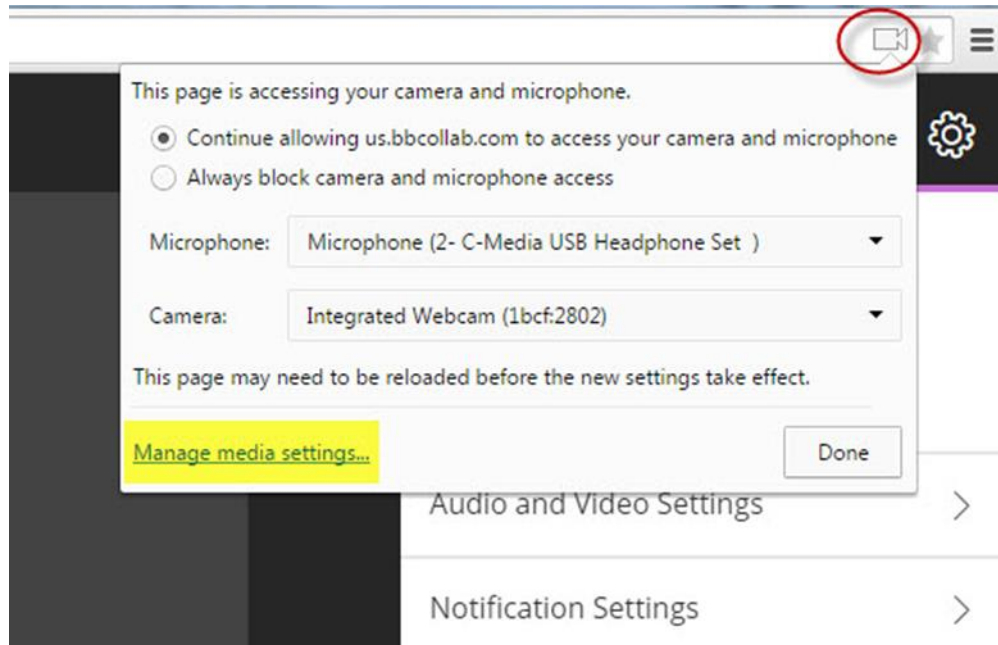 This page is accessing your camera and microphone.
Continue allowing us.bbcollab.com to access your camera and microphone
Always block camera and microphone access
Microphone: Microphone (2- C-Media USB Headphone Set )
Camera: Integrated Webcam (1bcf:2802)
This page may need to be reloaded before the new settings take effect.
Manage media settings...
Done
Audio and Video Settings
Notification Settings